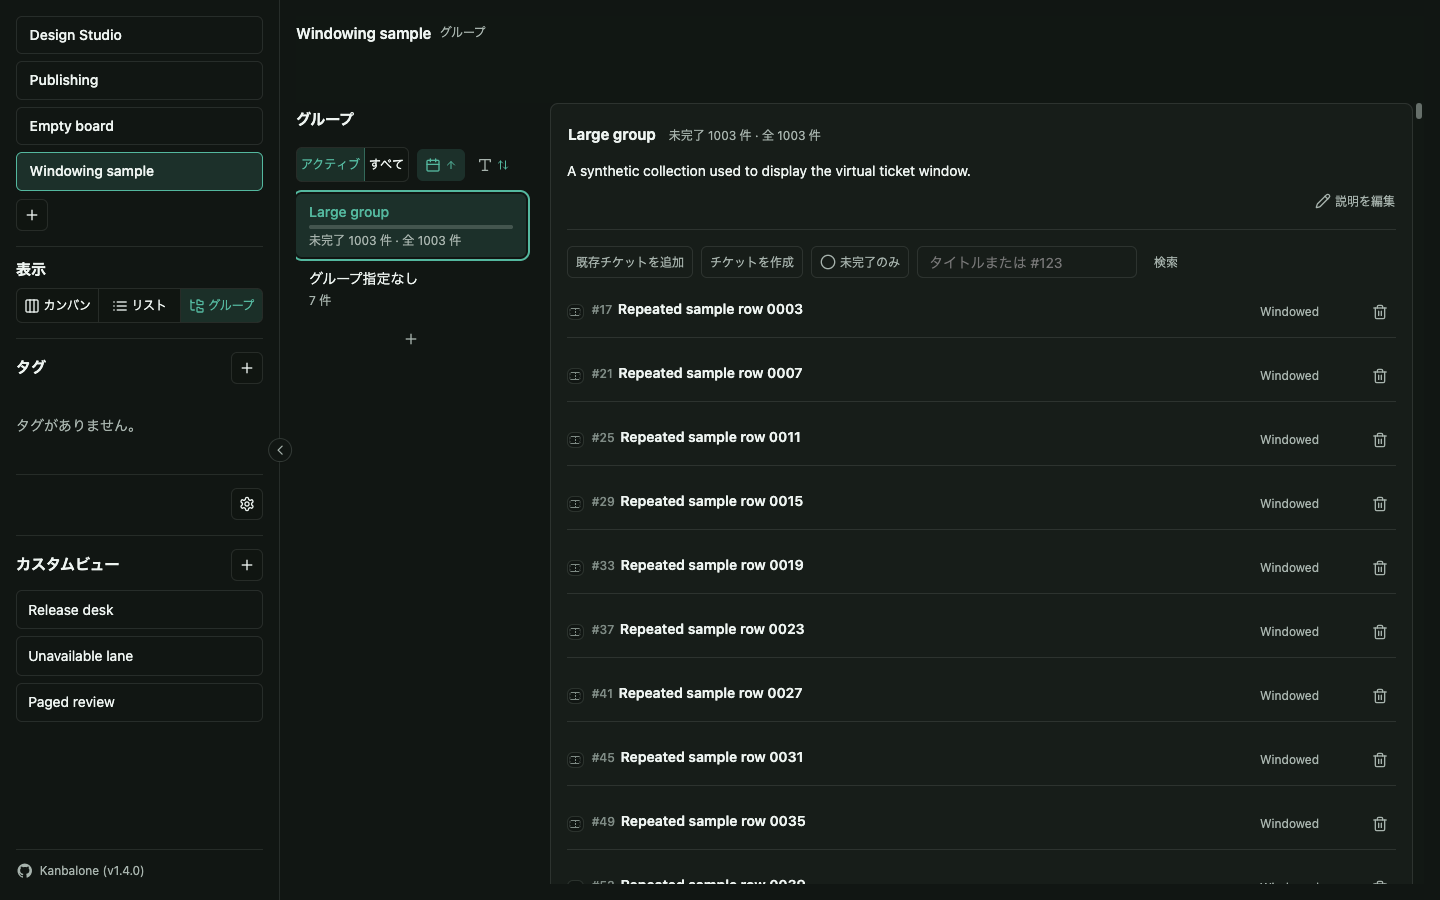 Design Studio
Publishing
Empty board
Windowing sample
表示
カンバン
リスト
グループ
タグ
タグがありません。
カスタムビュー
Release desk
Unavailable lane
Paged review
Kanbalone (v1.4.0)
Windowing sample グループ
グループ
アクティブ すべて
Large group
未完了 1003 件 · 全 1003 件
グループ指定なし
7 件
Large group 未完了 1003 件 · 全 1003 件
A synthetic collection used to display the virtual ticket window.
説明を編集
既存チケットを追加 チケットを作成 未完了のみ タイトルまたは #123 検索
#17 Repeated sample row 0003 Windowed
#21 Repeated sample row 0007 Windowed
#25 Repeated sample row 0011 Windowed
#29 Repeated sample row 0015 Windowed
#33 Repeated sample row 0019 Windowed
#37 Repeated sample row 0023 Windowed
#41 Repeated sample row 0027 Windowed
#45 Repeated sample row 0031 Windowed
#49 Repeated sample row 0035 Windowed
#53 Repeated sample row 0039